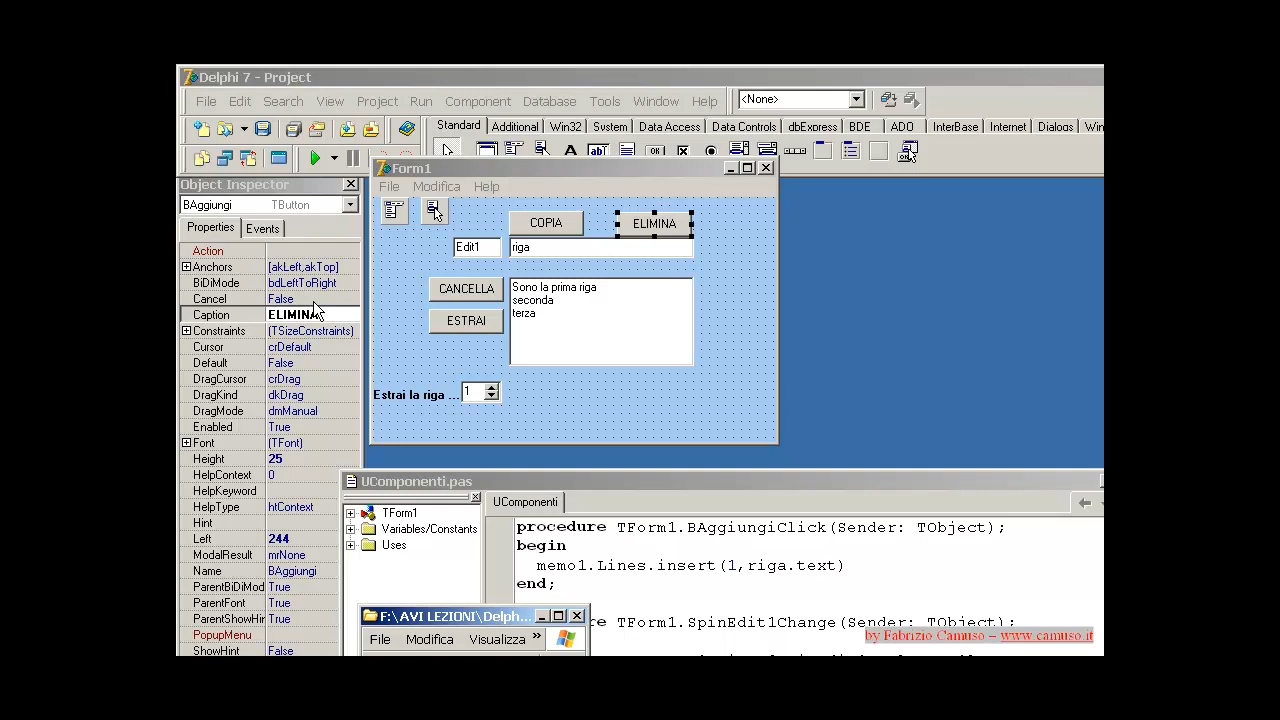 Delphi 7 - Project
File Edit Search View Project Run Component Database Tools Window Help <None>
Standard Additional Win32 System Data Access Data Controls dbExpress BDE ADO InterBase Internet Dialogs
Form1
File Modifica Help
COPIA ELIMINA
Edit1 riga
CANCELLA
ESTRAI
Sono la prima riga
seconda
terza
Estrai la riga ... 1
Object Inspector
BAggiungi TButton
Properties Events
Action
Anchors [akLeft,akTop]
BiDiMode bdLeftToRight
Cancel False
Caption ELIMINA
Constraints (TSizeConstraints)
Cursor crDefault
Default False
DragCursor crDrag
DragKind dkDrag
DragMode dmManual
Enabled True
Font (TFont)
Height 25
HelpContext 0
HelpKeyword
HelpType htContext
Hint
Left 244
ModalResult mrNone
Name BAggiungi
ParentBiDiMod True
ParentFont True
ParentShowHir True
PopupMenu
ShowHint False
UComponenti.pas
UComponenti
TForm1
Variables/Constants
Uses
procedure TForm1.BAggiungiClick(Sender: TObject);
begin
memo1.Lines.insert(1,riga.text)
end;
TForm1.SpinEdit1Change(Sender: TObject);
F:\AVI LEZIONI\Delph...
File Modifica Visualizza »
by Fabrizio Camuso – www.camuso.it